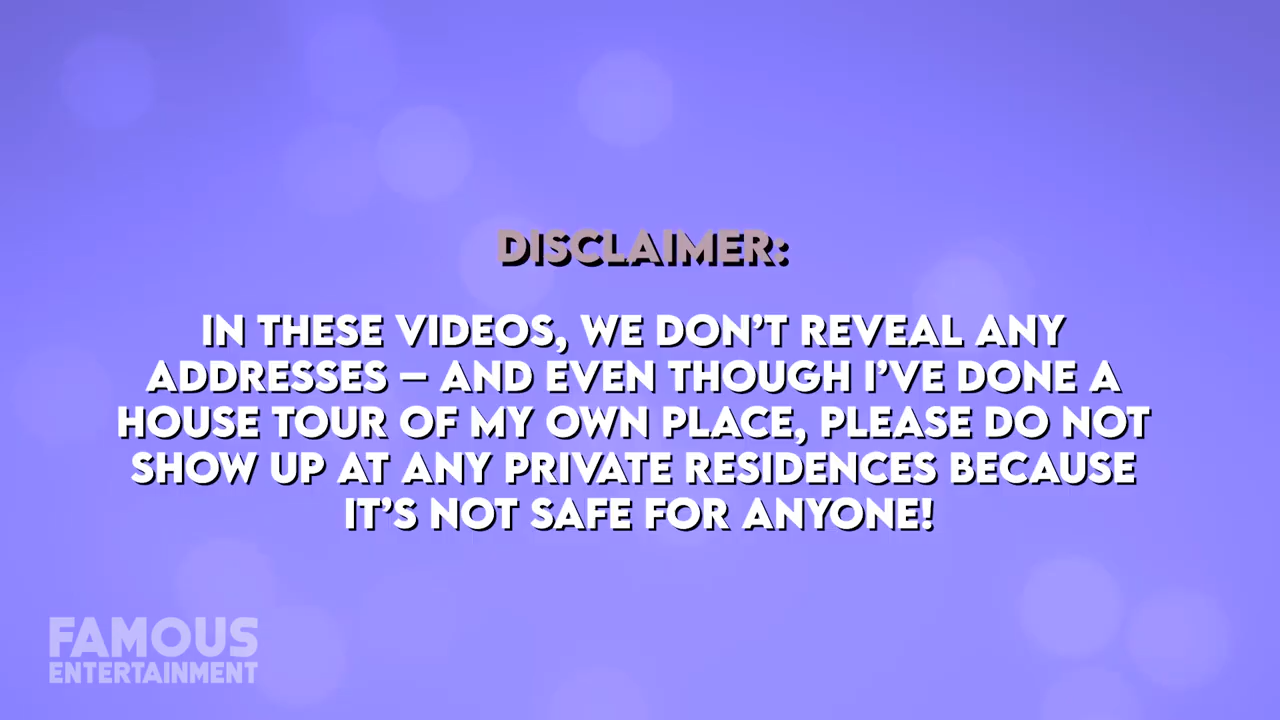 DISCLAIMER:
IN THESE VIDEOS, WE DON'T REVEAL ANY
ADDRESSES – AND EVEN THOUGH I'VE DONE A
HOUSE TOUR OF MY OWN PLACE, PLEASE DO NOT
SHOW UP AT ANY PRIVATE RESIDENCES BECAUSE
IT'S NOT SAFE FOR ANYONE!
FAMOUS
ENTERTAINMENT